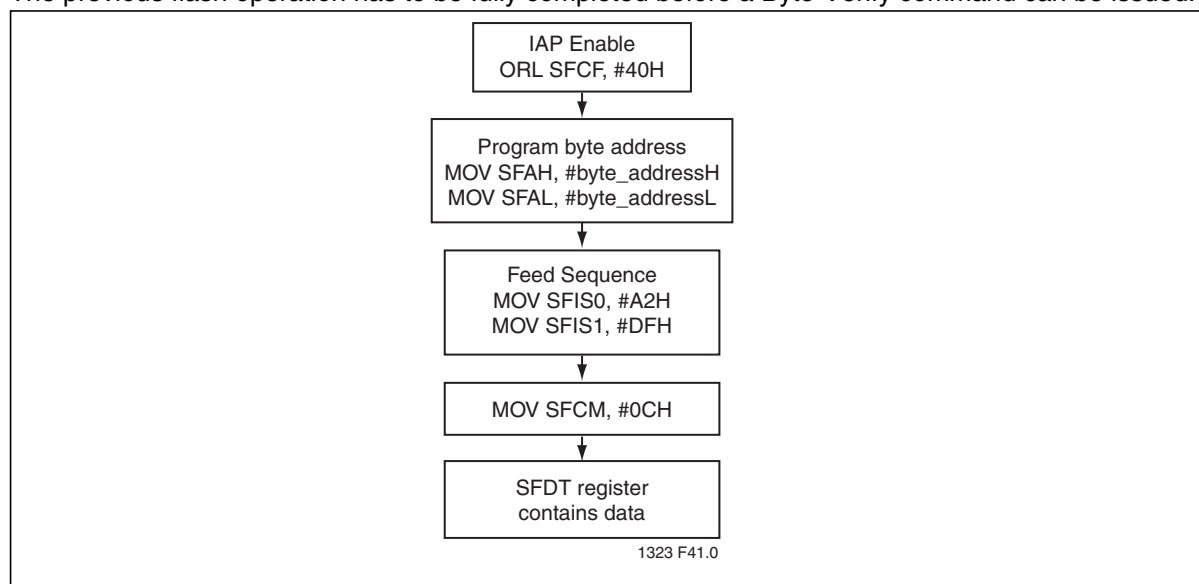 The previous flash operation has to be fully completed before a Byte-Verify command can be issued.
IAP Enable
ORL SFCF, #40H
Program byte address
MOV SFAH, #byte_addressH
MOV SFAL, #byte_addressL
Feed Sequence
MOV SFIS0, #A2H
MOV SFIS1, #DFH
MOV SFCM, #0CH
SFDT register
contains data
1323 F41.0